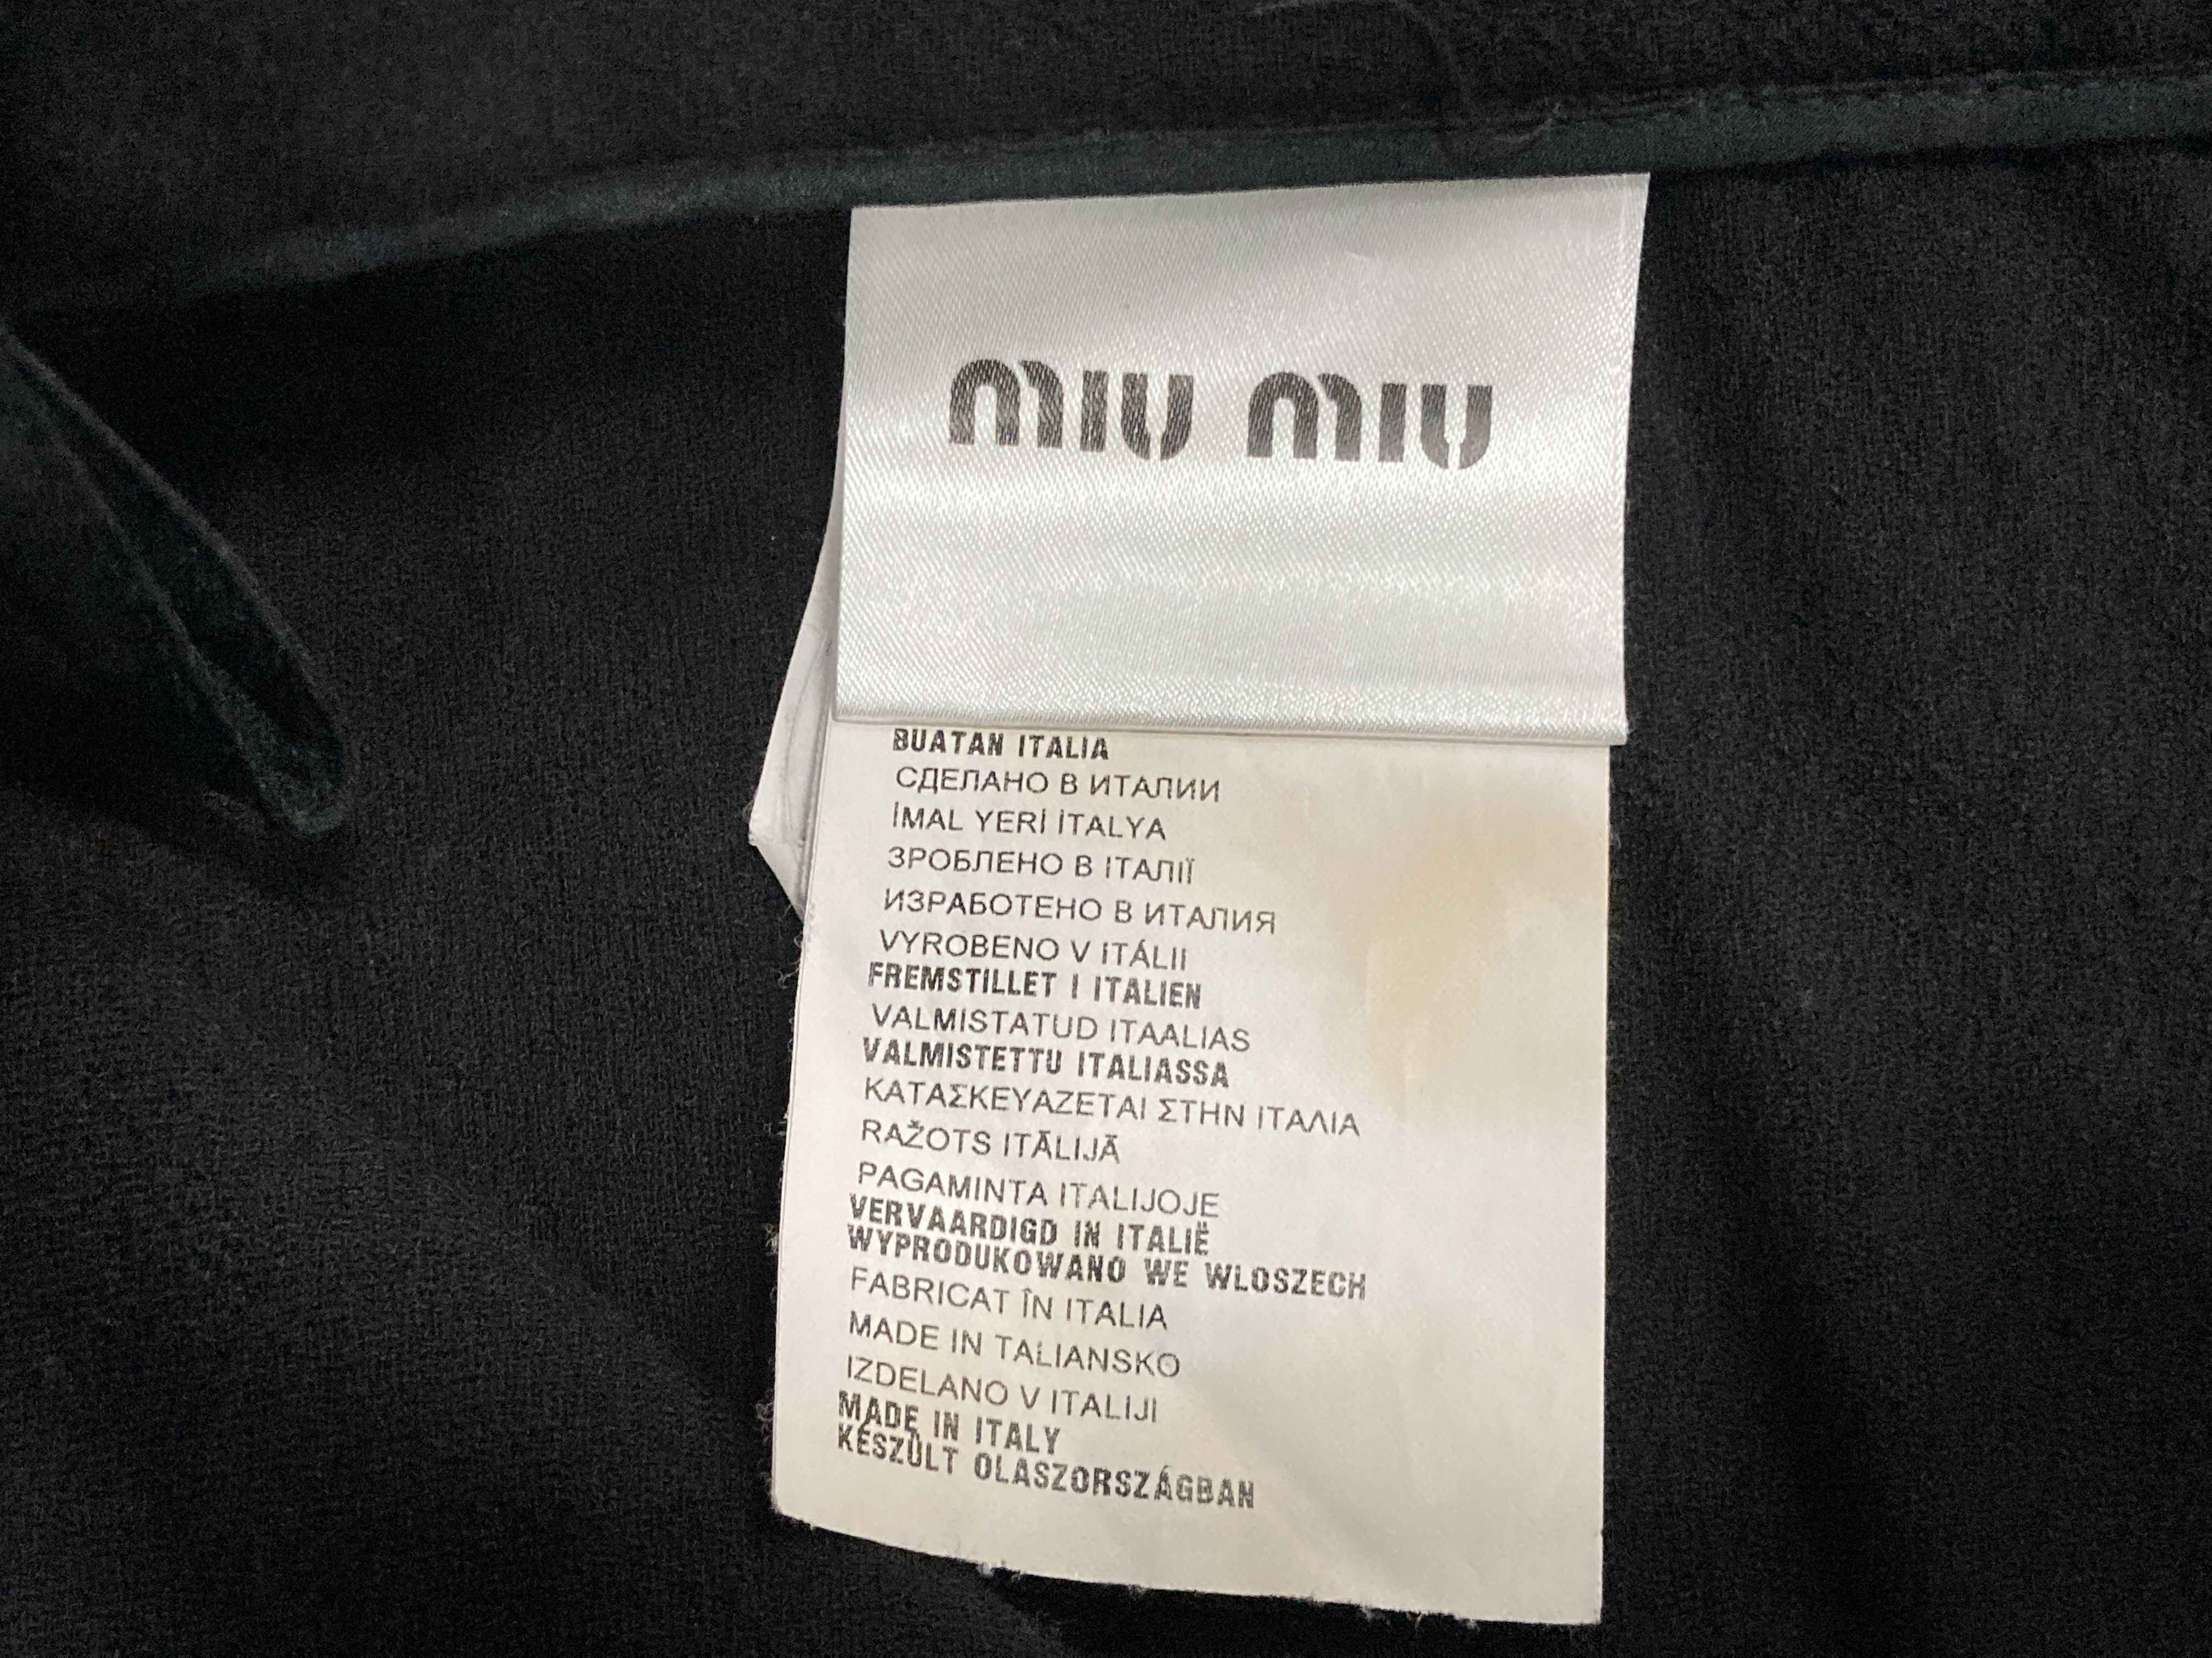 MIU MIU
BUATAN ITALIA
СДЕЛАНО В ИТАЛИИ
İMAL YERİ İTALYA
ЗРОБЛЕНО В ІТАЛІЇ
ИЗРАБОТЕНО В ИТАЛИЯ
VYROBENO V ITÁLII
FREMSTILLET I ITALIEN
VALMISTATUD ITAALIAS
VALMISTETTU ITALIASSA
ΚΑΤΑΣΚΕΥΑΖΕΤΑΙ ΣΤΗΝ ΙΤΑΛΙΑ
RAŽOTS ITĀLIJĀ
PAGAMINTA ITALIJOJE
VERVAARDIGD IN ITALIË
WYPRODUKOWANO WE WLOSZECH
FABRICAT ÎN ITALIA
MADE IN TALIANSKO
IZDELANO V ITALIJI
MADE IN ITALY
KÉSZÜLT OLASZORSZÁGBAN